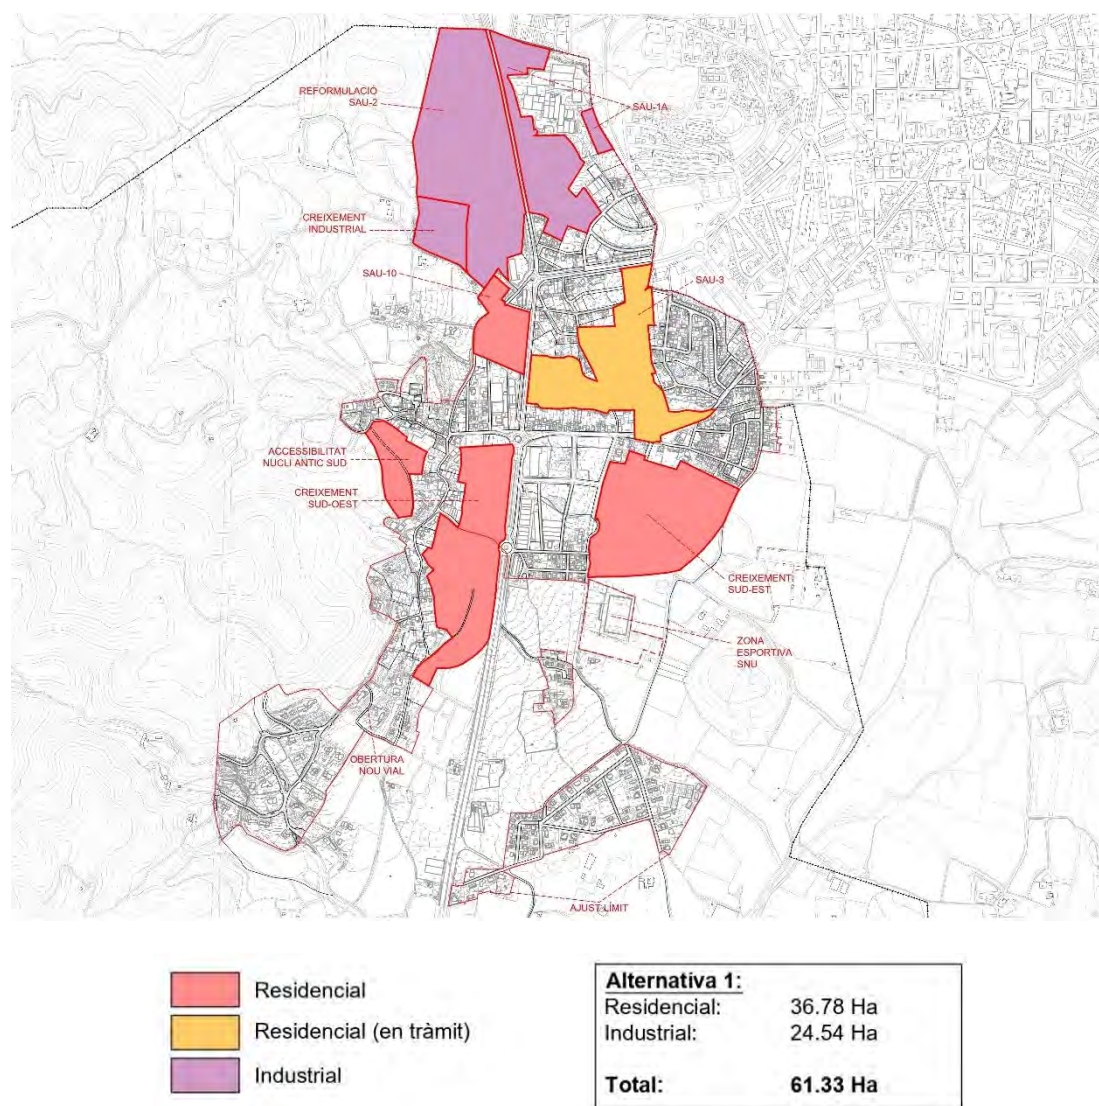 REFORMULACIÓ
SAU-2
SAU-1A
CREIXEMENT
INDUSTRIAL
SAU-10
SAU-3
ACCESSIBILITAT
NUCLI ANTIC SUD
CREIXEMENT
SUD-OEST
CREIXEMENT
SUD-EST
ZONA
ESPORTIVA
SNU
OBERTURA
NOU VIAL
AJUST LÍMIT
Residencial
Residencial (en tràmit)
Industrial
Alternativa 1:
Residencial: 36.78 Ha
Industrial: 24.54 Ha
Total: 61.33 Ha